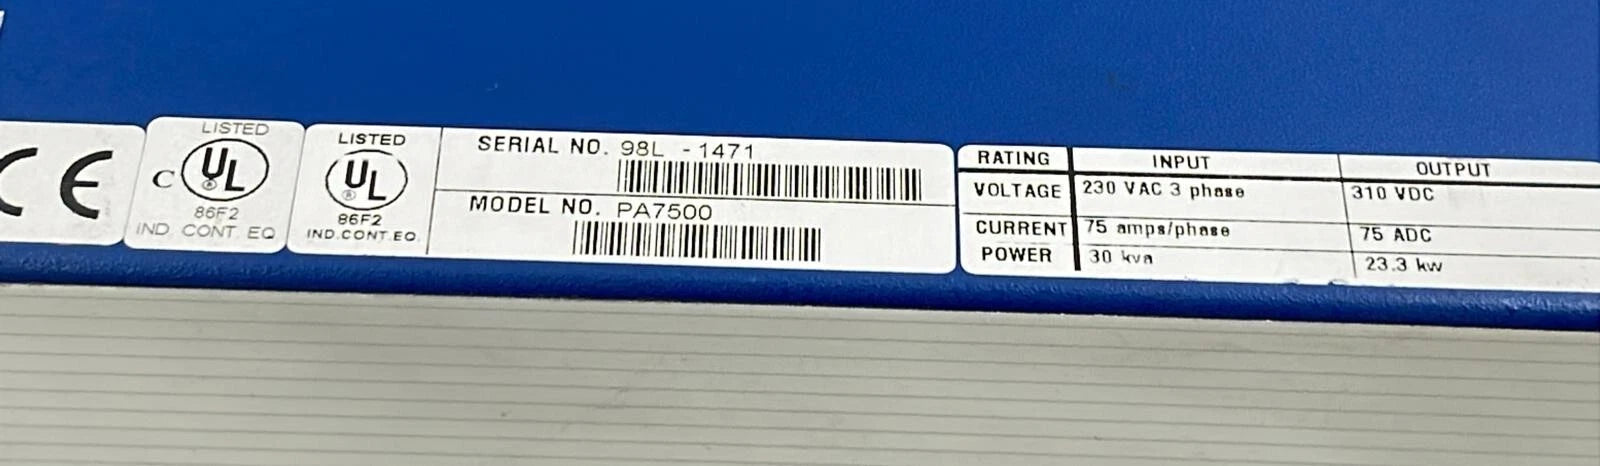 CE
LISTED
C UL ®
86F2
IND. CONT. EQ
LISTED
UL ®
86F2
IND.CONT.EQ.
SERIAL NO. 98L -1471
MODEL NO. PA7500
RATING INPUT OUTPUT
VOLTAGE 230 VAC 3 phase 310 VDC
CURRENT 75 amps/phase 75 ADC
POWER 30 kva 23.3 kw